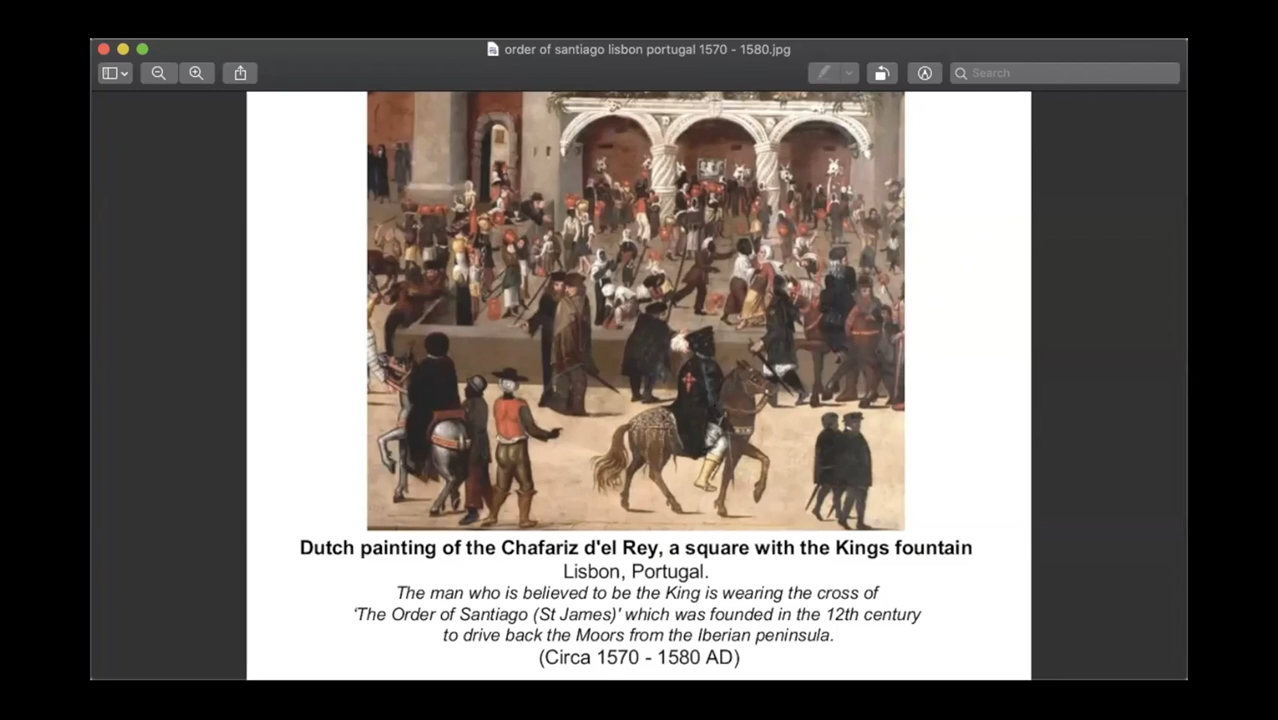 order of santiago lisbon portugal 1570 - 1580.jpg
Search
Dutch painting of the Chafariz d'el Rey, a square with the Kings fountain
Lisbon, Portugal.
The man who is believed to be the King is wearing the cross of
‘The Order of Santiago (St James)' which was founded in the 12th century
to drive back the Moors from the Iberian peninsula.
(Circa 1570 - 1580 AD)